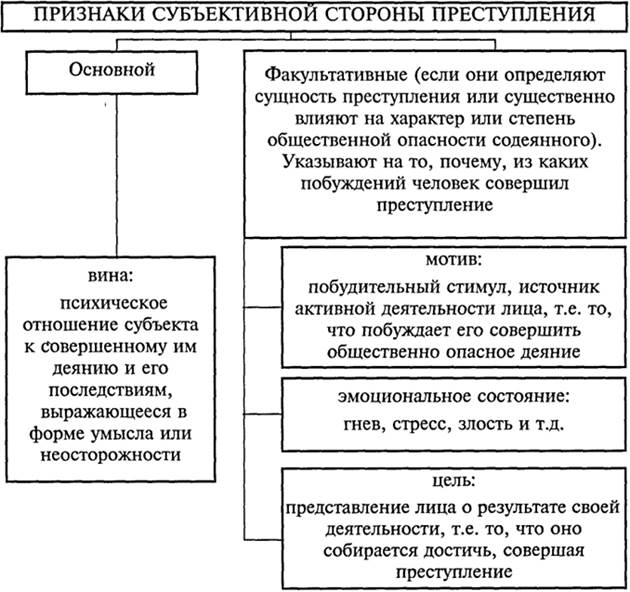 ПРИЗНАКИ СУБЪЕКТИВНОЙ СТОРОНЫ ПРЕСТУПЛЕНИЯ
Основной
Факультативные (если они определяют
сущность преступления или существенно
влияют на характер или степень
общественной опасности содеянного).
Указывают на то, почему, из каких
побуждений человек совершил
преступление
вина:
психическое
отношение субъекта
к совершенному им
деянию и его
последствиям,
выражающееся в
форме умысла или
неосторожности
мотив:
побудительный стимул, источник
активной деятельности лица, т.е. то,
что побуждает его совершить
общественно опасное деяние
эмоциональное состояние:
гнев, стресс, злость и т.д.
цель:
представление лица о результате своей
деятельности, т.е. то, что оно
собирается достичь, совершая
преступление